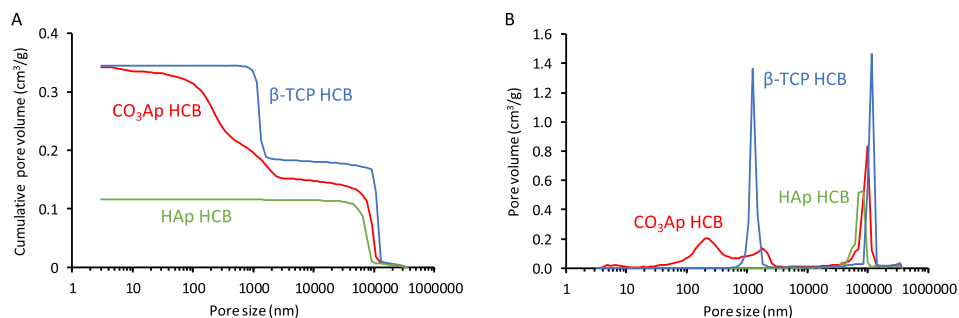 A
Cumulative pore volume (cm³/g)
0.4
0.3
0.2
0.1
0
1
10
100
1000
10000
100000
1000000
Pore size (nm)
β-TCP HCB
CO₃Ap HCB
HAp HCB
B
Pore volume (cm³/g)
1.6
1.4
1.2
1.0
0.8
0.6
0.4
0.2
0.0
1
10
100
1000
10000
100000
1000000
Pore size (nm)
β-TCP HCB
HAp HCB
CO₃Ap HCB